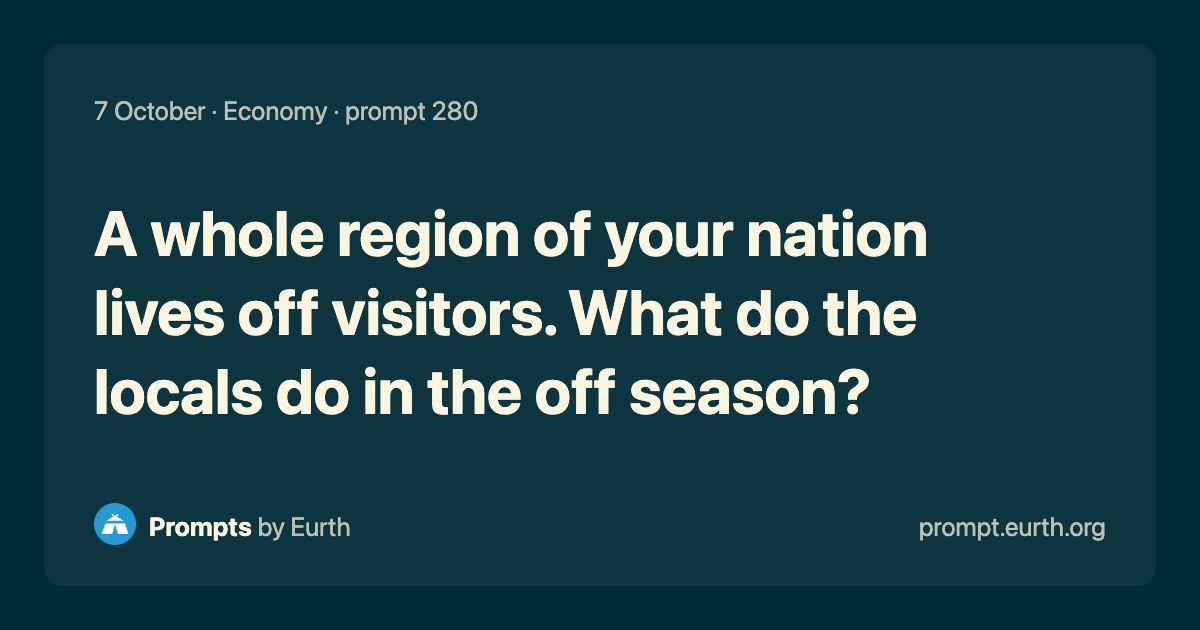 7 October · Economy · prompt 280
A whole region of your nation
lives off visitors. What do the
locals do in the off season?
Prompts by Eurth
prompt.eurth.org